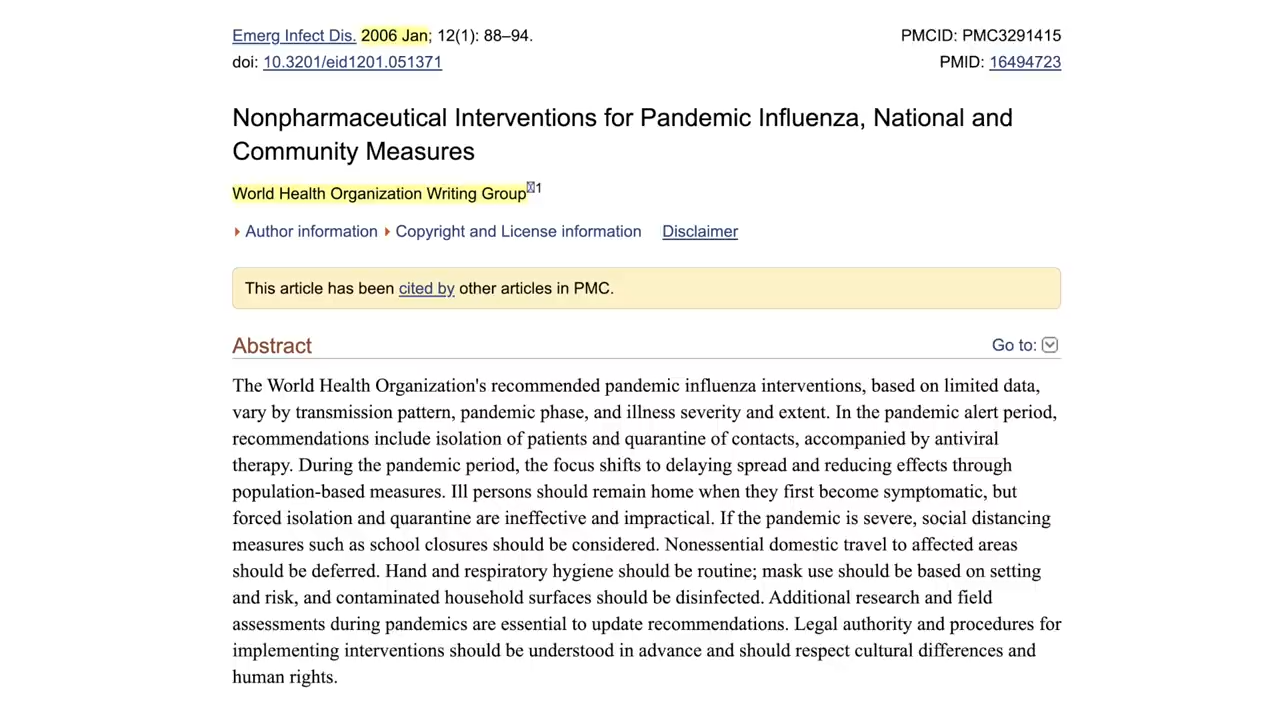 Emerg Infect Dis. 2006 Jan; 12(1): 88–94.
PMCID: PMC3291415
doi: 10.3201/eid1201.051371
PMID: 16494723
Nonpharmaceutical Interventions for Pandemic Influenza, National and
Community Measures
World Health Organization Writing Group1
Author information Copyright and License information Disclaimer
This article has been cited by other articles in PMC.
Abstract
Go to:
The World Health Organization's recommended pandemic influenza interventions, based on limited data,
vary by transmission pattern, pandemic phase, and illness severity and extent. In the pandemic alert period,
recommendations include isolation of patients and quarantine of contacts, accompanied by antiviral
therapy. During the pandemic period, the focus shifts to delaying spread and reducing effects through
population-based measures. Ill persons should remain home when they first become symptomatic, but
forced isolation and quarantine are ineffective and impractical. If the pandemic is severe, social distancing
measures such as school closures should be considered. Nonessential domestic travel to affected areas
should be deferred. Hand and respiratory hygiene should be routine; mask use should be based on setting
and risk, and contaminated household surfaces should be disinfected. Additional research and field
assessments during pandemics are essential to update recommendations. Legal authority and procedures for
implementing interventions should be understood in advance and should respect cultural differences and
human rights.